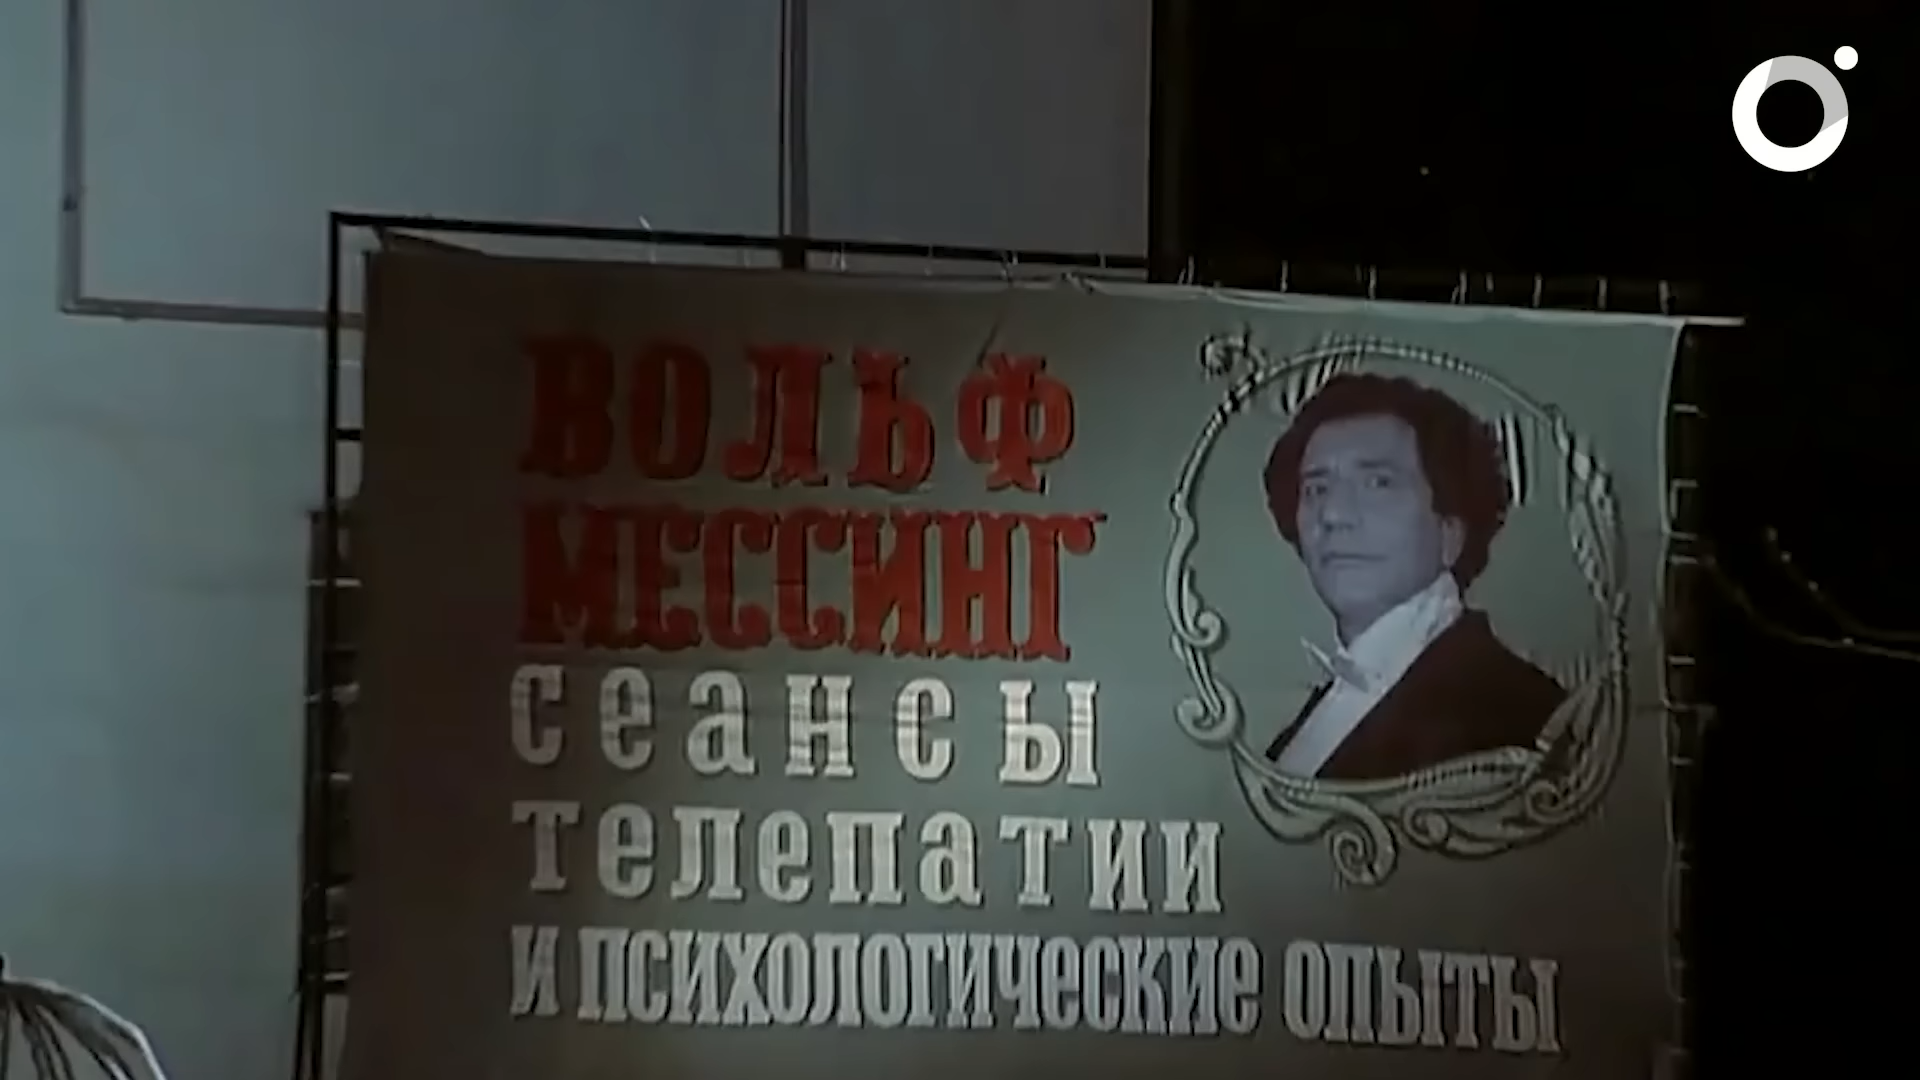 ВОЛЬФ
МЕССИНГ
сеансы
телепатии
и психологические опыты